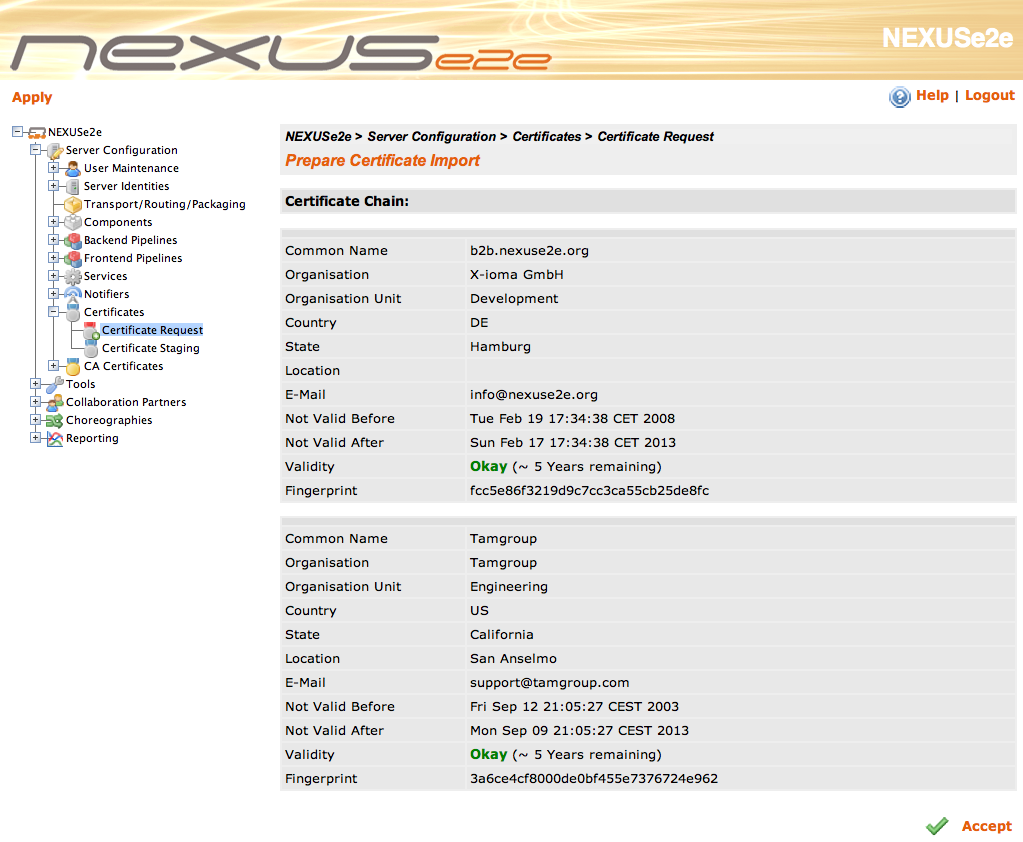 nexuse2e
NEXUSe2e
Apply
Help | Logout
NEXUSe2e
Server Configuration
User Maintenance
Server Identities
Transport/Routing/Packaging
Components
Backend Pipelines
Frontend Pipelines
Services
Notifiers
Certificates
Certificate Request
Certificate Staging
CA Certificates
Tools
Collaboration Partners
Choreographies
Reporting
NEXUSe2e > Server Configuration > Certificates > Certificate Request
Prepare Certificate Import
Certificate Chain:
Common Name b2b.nexuse2e.org
Organisation X-ioma GmbH
Organisation Unit Development
Country DE
State Hamburg
Location
E-Mail info@nexuse2e.org
Not Valid Before Tue Feb 19 17:34:38 CET 2008
Not Valid After Sun Feb 17 17:34:38 CET 2013
Validity Okay (~ 5 Years remaining)
Fingerprint fcc5e86f3219d9c7cc3ca55cb25de8fc
Common Name Tamgroup
Organisation Tamgroup
Organisation Unit Engineering
Country US
State California
Location San Anselmo
E-Mail support@tamgroup.com
Not Valid Before Fri Sep 12 21:05:27 CEST 2003
Not Valid After Mon Sep 09 21:05:27 CEST 2013
Validity Okay (~ 5 Years remaining)
Fingerprint 3a6ce4cf8000de0bf455e7376724e962
Accept